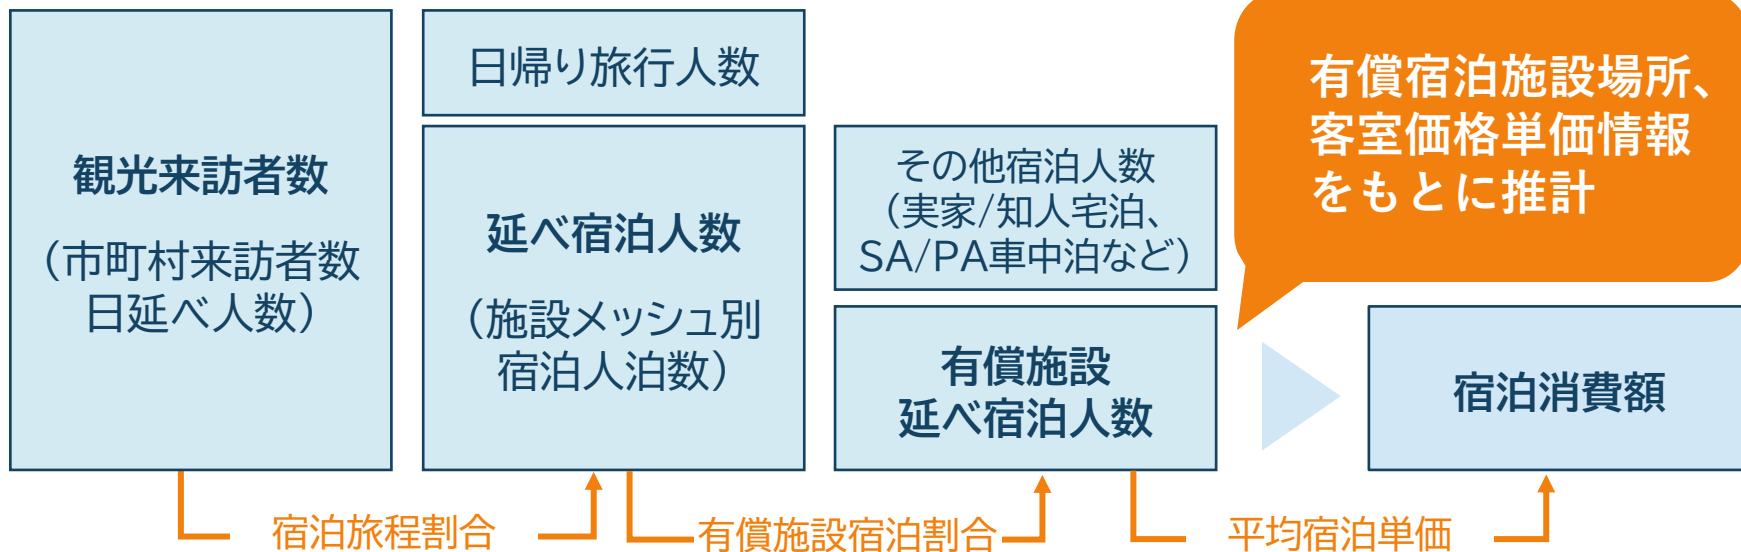 観光来訪者数
（市町村来訪者数
日延べ人数）
日帰り旅行人数
延べ宿泊人数
（施設メッシュ別
宿泊人泊数）
その他宿泊人数
（実家/知人宅泊、
SA/PA車中泊など）
有償施設
延べ宿泊人数
有償宿泊施設場所、
客室価格単価情報
をもとに推計
宿泊消費額
宿泊旅程割合
有償施設宿泊割合
平均宿泊単価